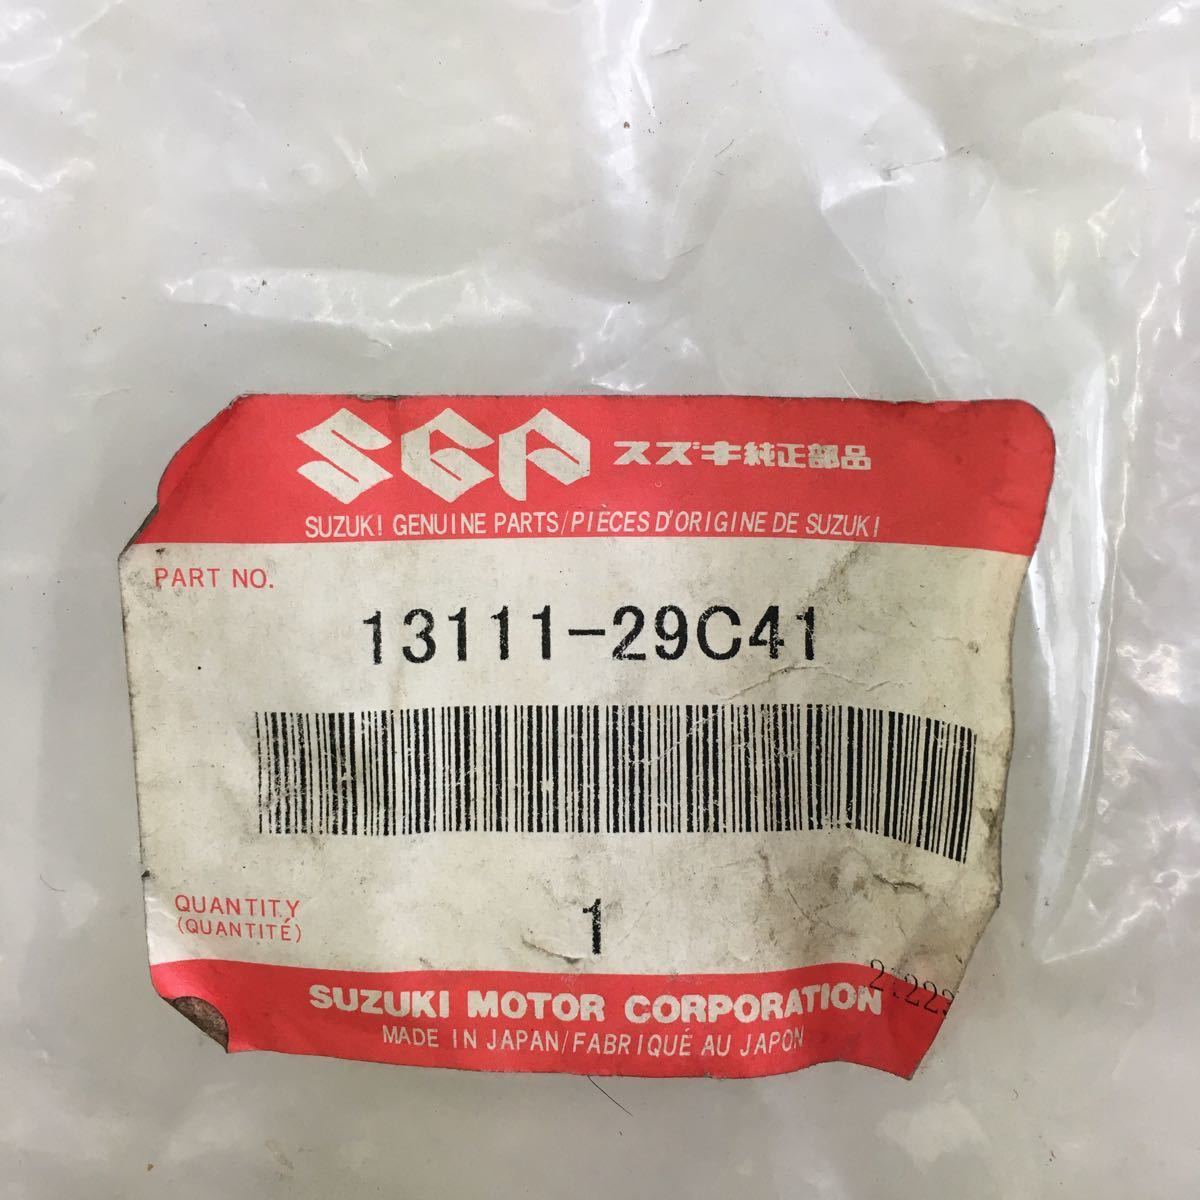 SGP スズキ純正部品
SUZUKI GENUINE PARTS/PIÈCES D'ORIGINE DE SUZUKI
PART NO.
13111-29C41
QUANTITY
(QUANTITÉ)
1
SUZUKI MOTOR CORPORATION
MADE IN JAPAN/FABRIQUÉ AU JAPON